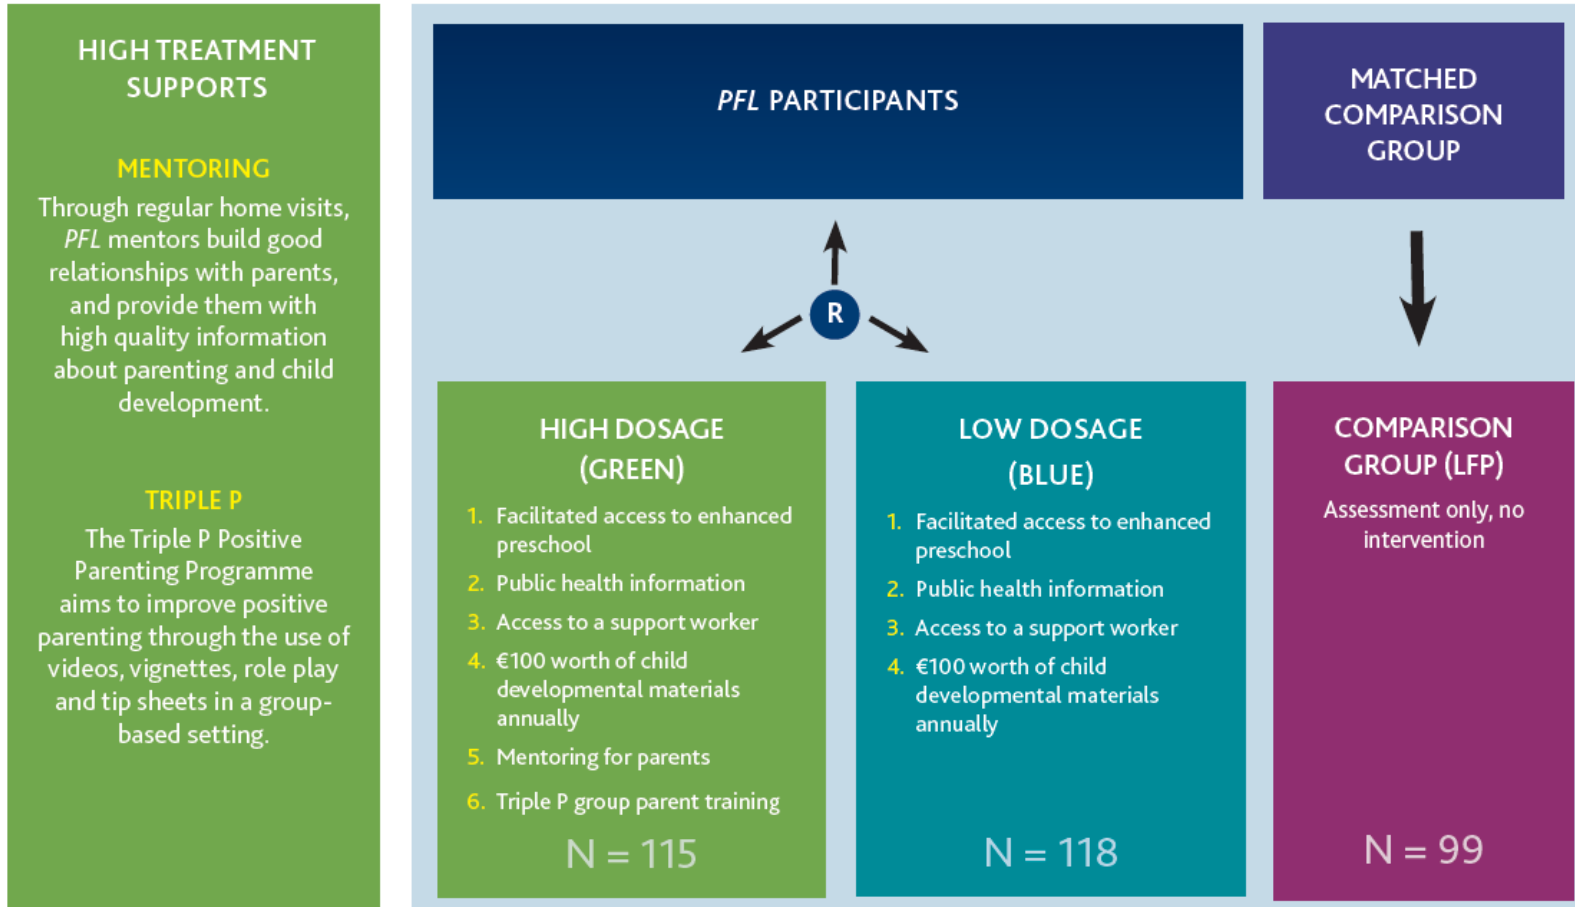 HIGH TREATMENT
SUPPORTS
MENTORING
Through regular home visits,
PFL mentors build good
relationships with parents,
and provide them with
high quality information
about parenting and child
development.
TRIPLE P
The Triple P Positive
Parenting Programme
aims to improve positive
parenting through the use of
videos, vignettes, role play
and tip sheets in a group-
based setting.
PFL PARTICIPANTS
MATCHED
COMPARISON
GROUP
R
HIGH DOSAGE
(GREEN)
1. Facilitated access to enhanced
preschool
2. Public health information
3. Access to a support worker
4. €100 worth of child
developmental materials
annually
5. Mentoring for parents
6. Triple P group parent training
N = 115
LOW DOSAGE
(BLUE)
1. Facilitated access to enhanced
preschool
2. Public health information
3. Access to a support worker
4. €100 worth of child
developmental materials
annually
N = 118
COMPARISON
GROUP (LFP)
Assessment only, no
intervention
N = 99